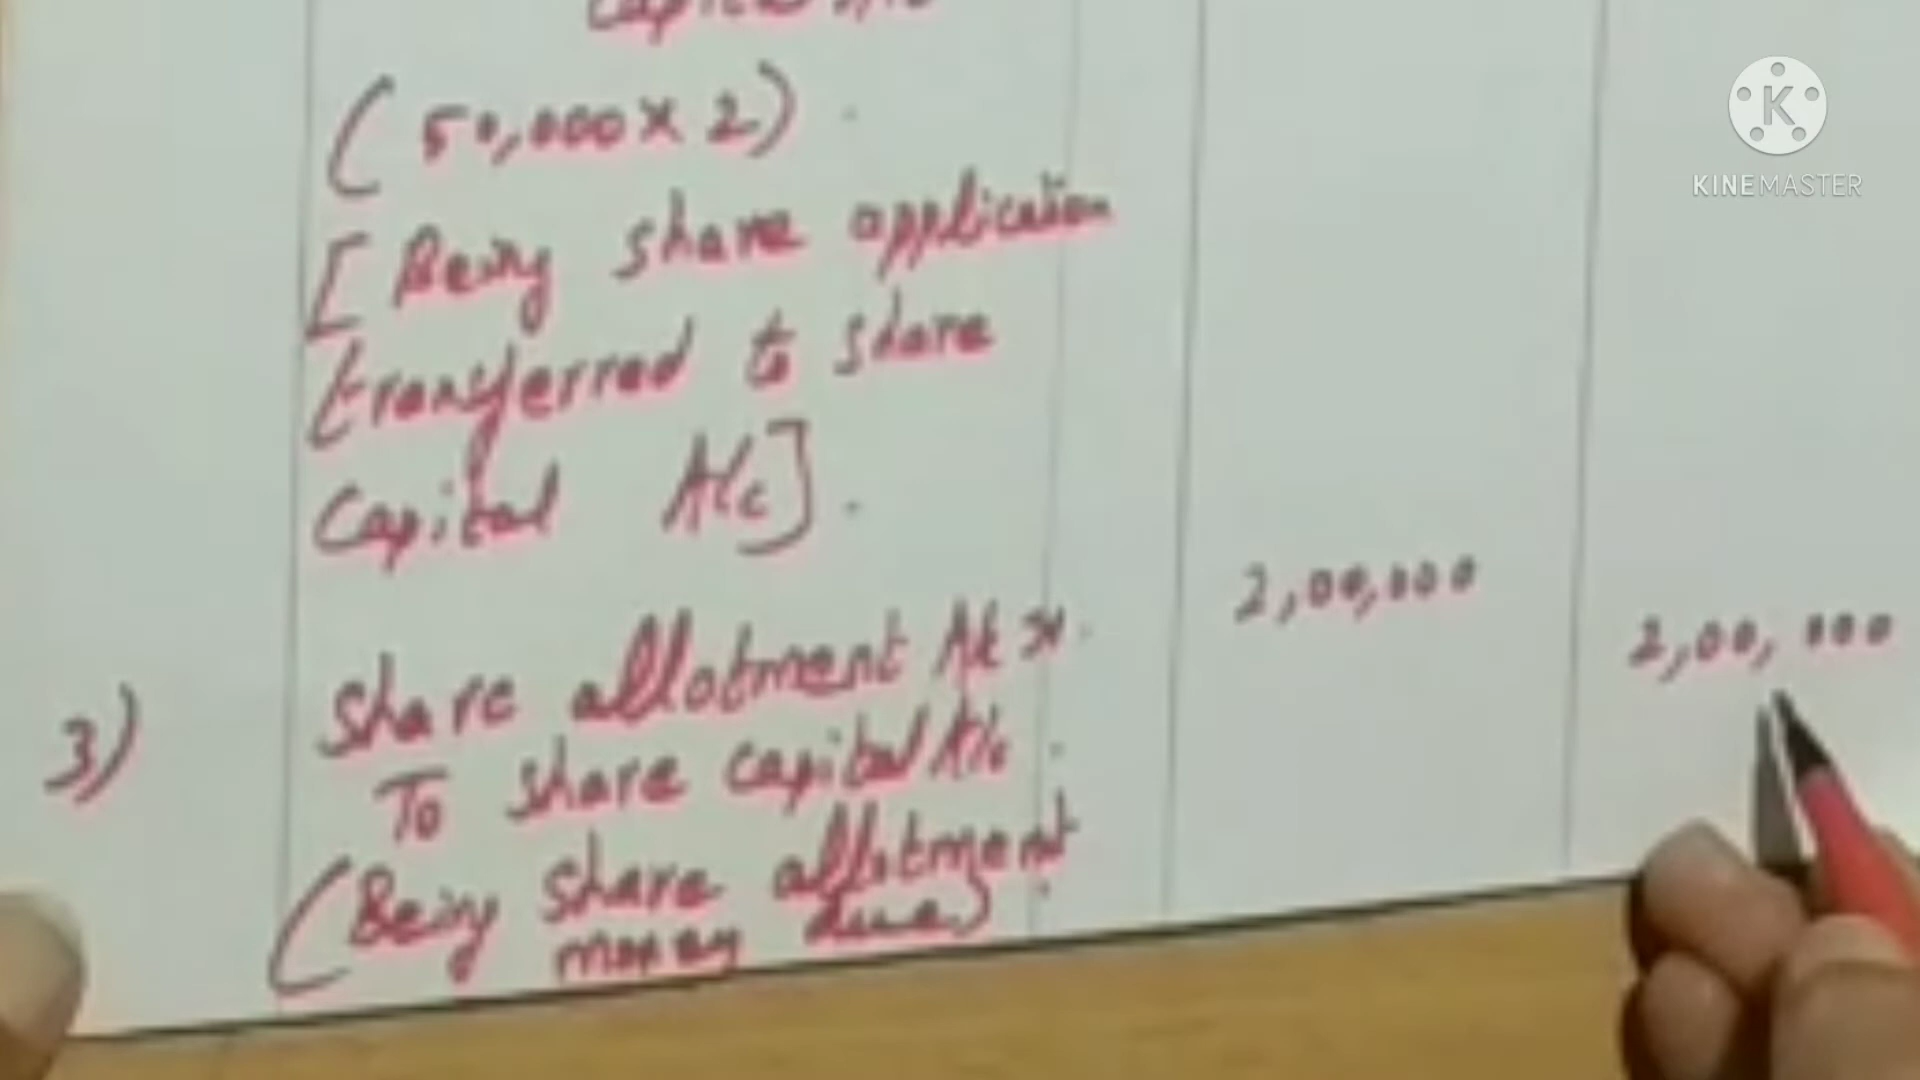 Capital A/c
(50,000 x 2)
[Being share application
transferred to share
Capital A/c].
3) Share allotment A/c Dr. 2,00,000
To share capital A/c. 2,00,000
(Being share allotment
money due)
K
KINEMASTER